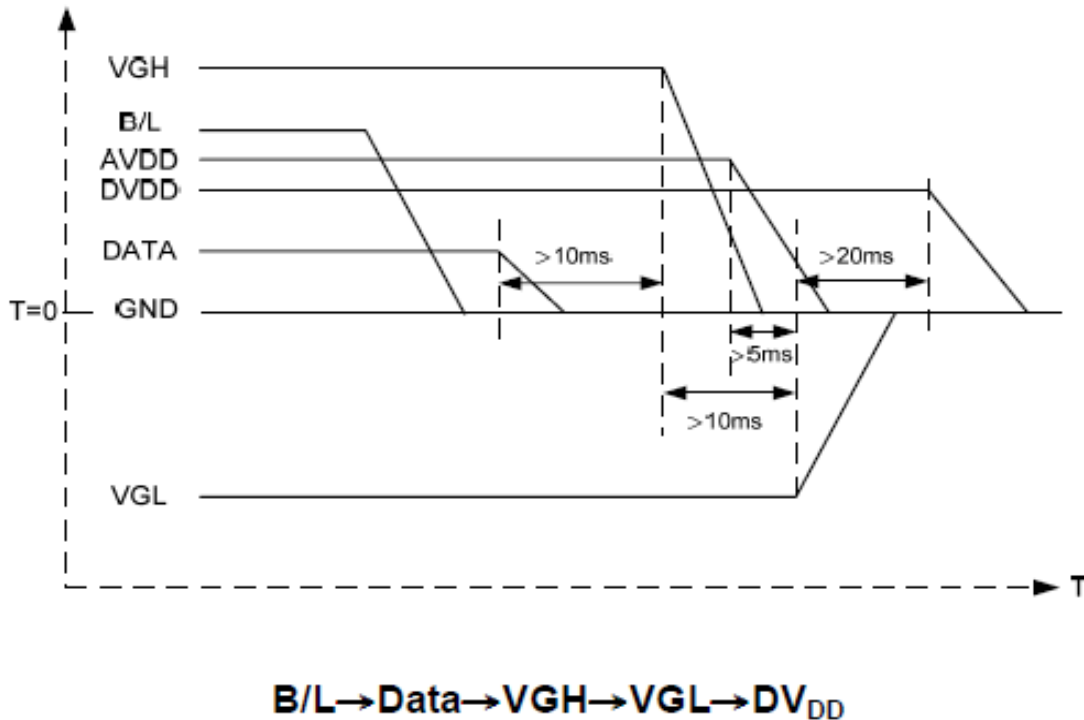 VGH
B/L
AVDD
DVDD
DATA
>10ms
>20ms
T=0
GND
>5ms
>10ms
VGL
T
B/L→Data→VGH→VGL→DVDD